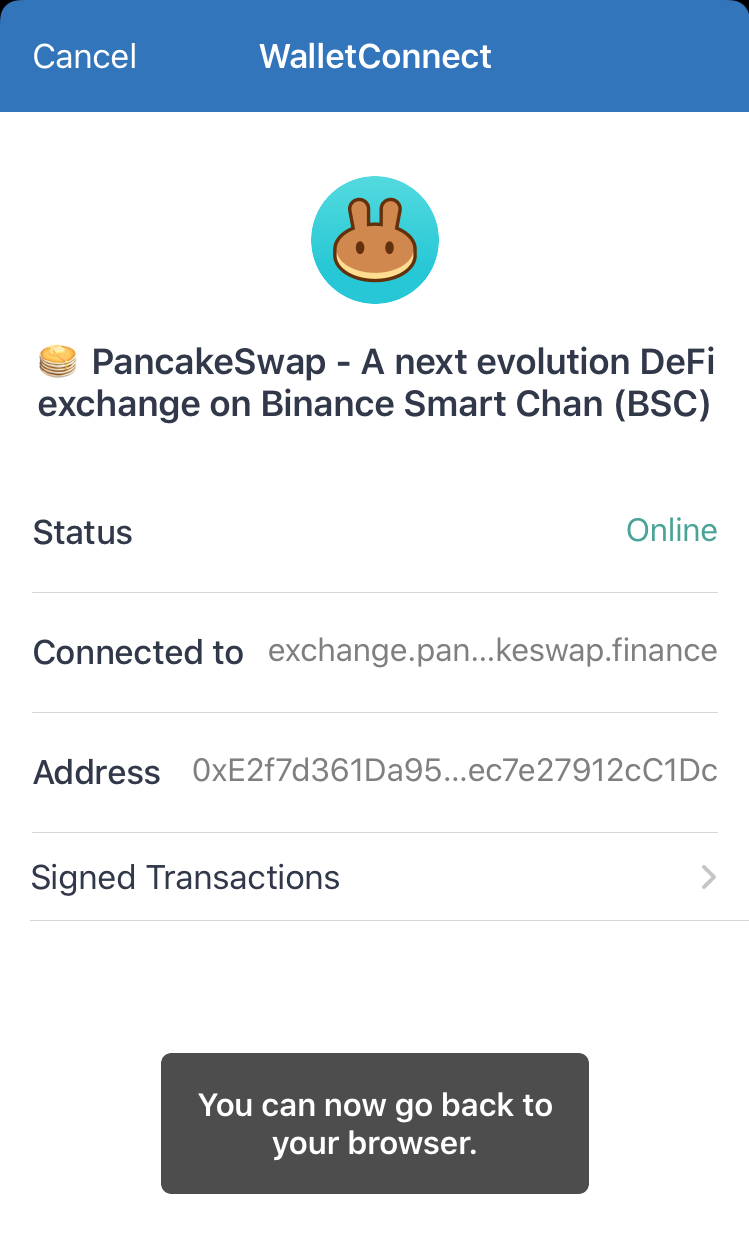 Cancel WalletConnect
🥞 PancakeSwap - A next evolution DeFi
exchange on Binance Smart Chan (BSC)
Status Online
Connected to exchange.pan...keswap.finance
Address 0xE2f7d361Da95...ec7e27912cC1Dc
Signed Transactions
You can now go back to
your browser.